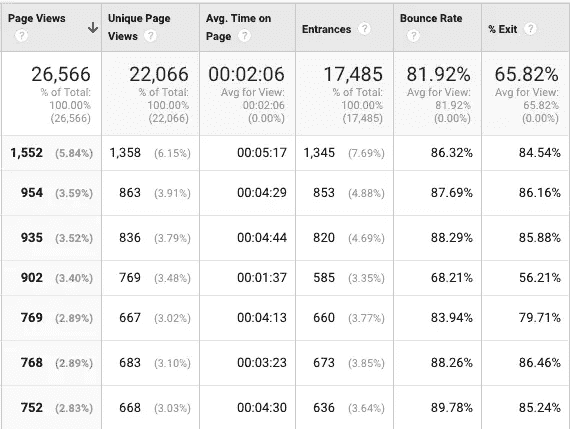 Page Views ? Unique Page Views ? Avg. Time on Page ? Entrances ? Bounce Rate ? % Exit ?
26,566 22,066 00:02:06 17,485 81.92% 65.82%
% of Total: % of Total: Avg for View: % of Total: Avg for View: Avg for View:
100.00% 100.00% 00:02:06 100.00% 81.92% 65.82%
(26,566) (22,066) (0.00%) (17,485) (0.00%) (0.00%)
1,552 (5.84%) 1,358 (6.15%) 00:05:17 1,345 (7.69%) 86.32% 84.54%
954 (3.59%) 863 (3.91%) 00:04:29 853 (4.88%) 87.69% 86.16%
935 (3.52%) 836 (3.79%) 00:04:44 820 (4.69%) 88.29% 85.88%
902 (3.40%) 769 (3.48%) 00:01:37 585 (3.35%) 68.21% 56.21%
769 (2.89%) 667 (3.02%) 00:04:13 660 (3.77%) 83.94% 79.71%
768 (2.89%) 683 (3.10%) 00:03:23 673 (3.85%) 88.26% 86.46%
752 (2.83%) 668 (3.03%) 00:04:30 636 (3.64%) 89.78% 85.24%